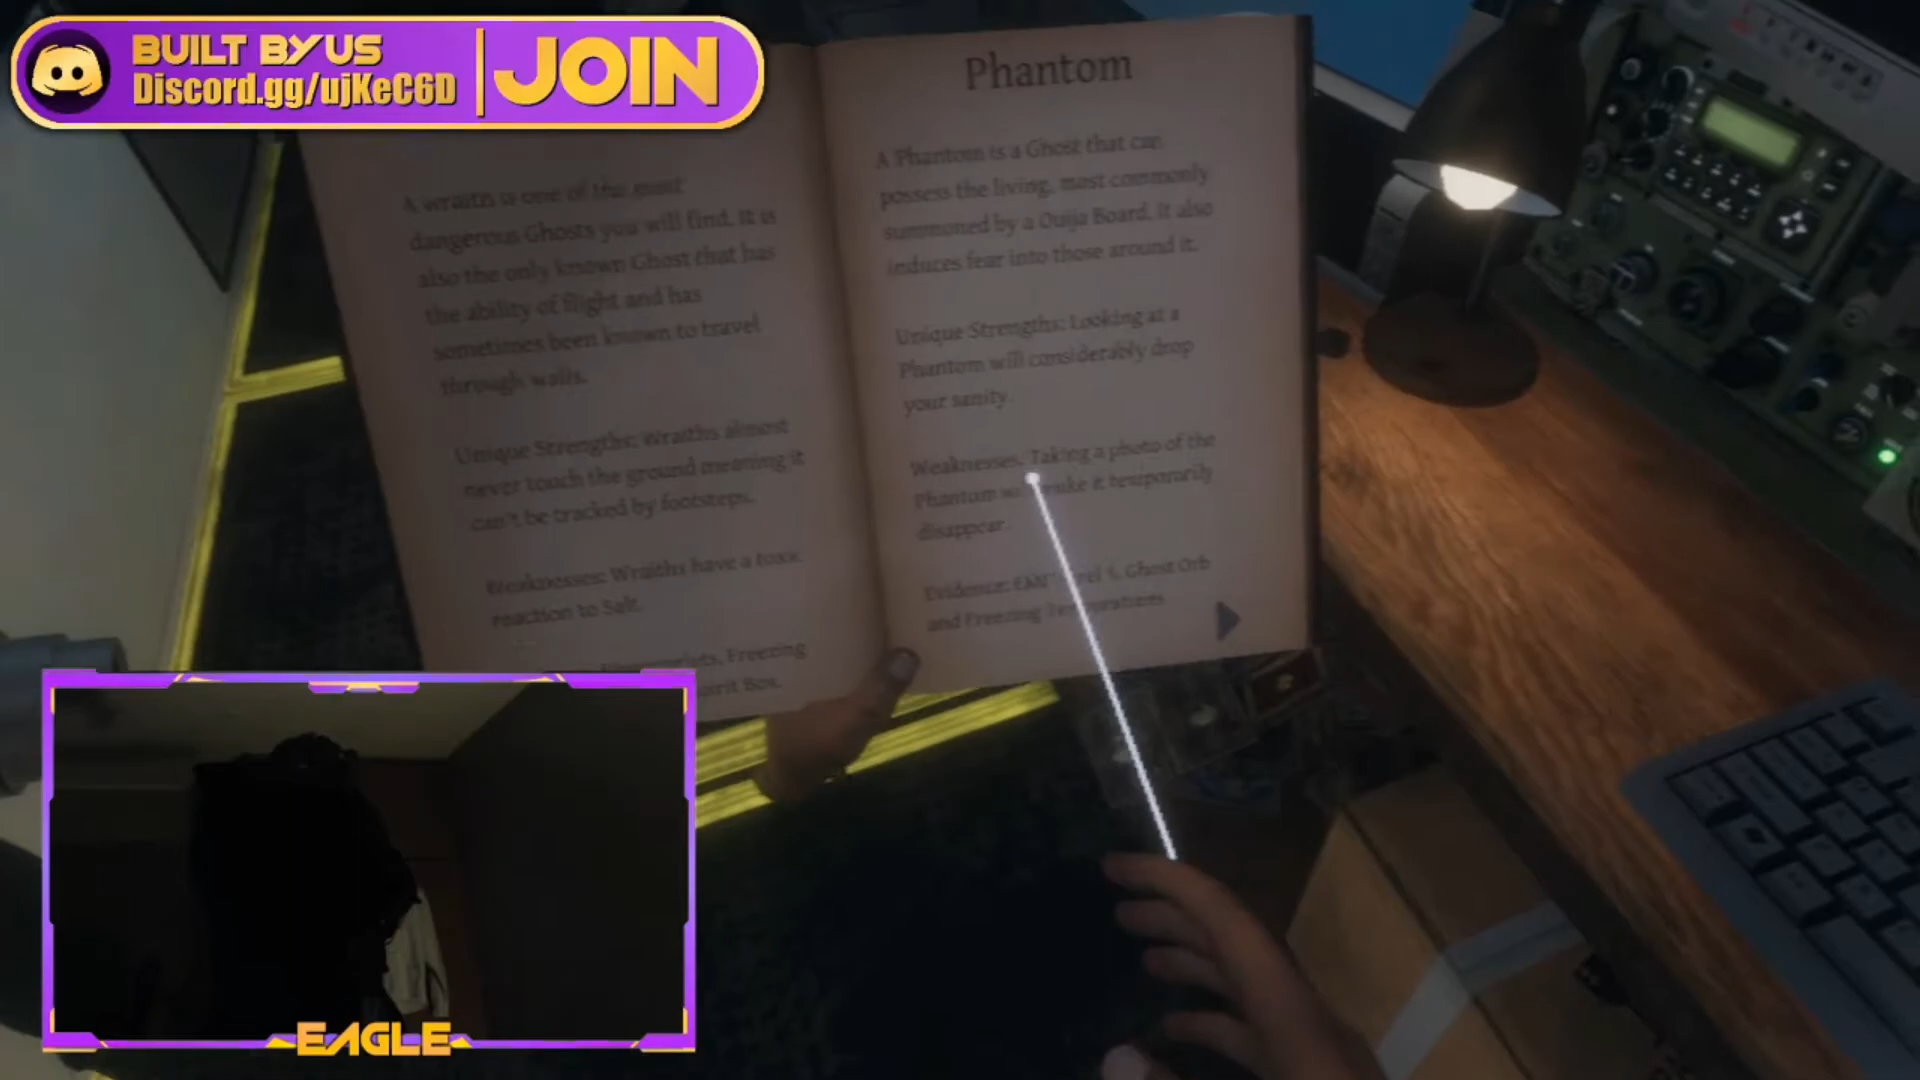 BUILT BY US
Discord.gg/ujKeC6D
JOIN
A wraith is one of the most
dangerous Ghosts you will find. It is
also the only known Ghost that has
the ability of flight and has
sometimes been known to travel
through walls.
Unique Strengths: Wraiths almost
never touch the ground meaning it
can't be tracked by footsteps.
Weaknesses: Wraiths have a toxic
reaction to Salt.
Freezing
Box.
Phantom
A Phantom is a Ghost that can
possess the living, most commonly
summoned by a Ouija Board. It also
induces fear into those around it.
Unique Strengths: Looking at a
Phantom will considerably drop
your sanity.
Weaknesses: Taking a photo of the
Phantom make it temporarily
disappear.
Evidence: EMF 5, Ghost Orb
and Freezing Temperatures
EAGLE